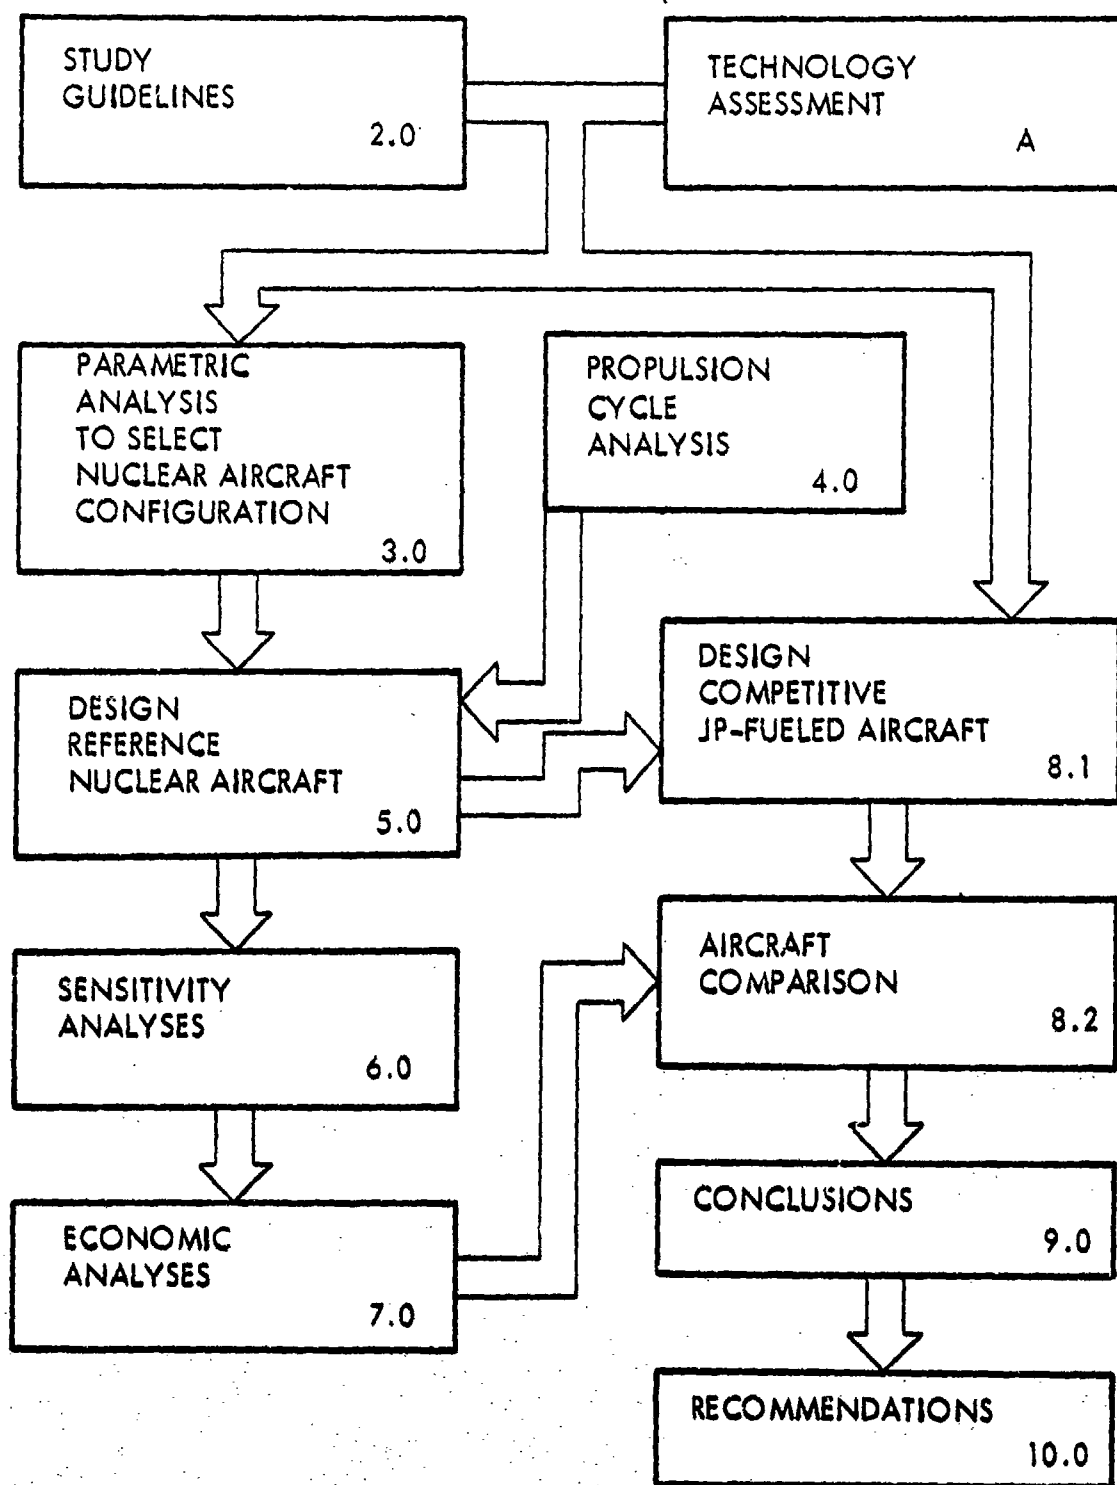 STUDY
GUIDELINES
2.0
TECHNOLOGY
ASSESSMENT
A
PARAMETRIC
ANALYSIS
TO SELECT
NUCLEAR AIRCRAFT
CONFIGURATION
3.0
PROPULSION
CYCLE
ANALYSIS
4.0
DESIGN
REFERENCE
NUCLEAR AIRCRAFT
5.0
DESIGN
COMPETITIVE
JP-FUELED AIRCRAFT
8.1
SENSITIVITY
ANALYSES
6.0
AIRCRAFT
COMPARISON
8.2
ECONOMIC
ANALYSES
7.0
CONCLUSIONS
9.0
RECOMMENDATIONS
10.0